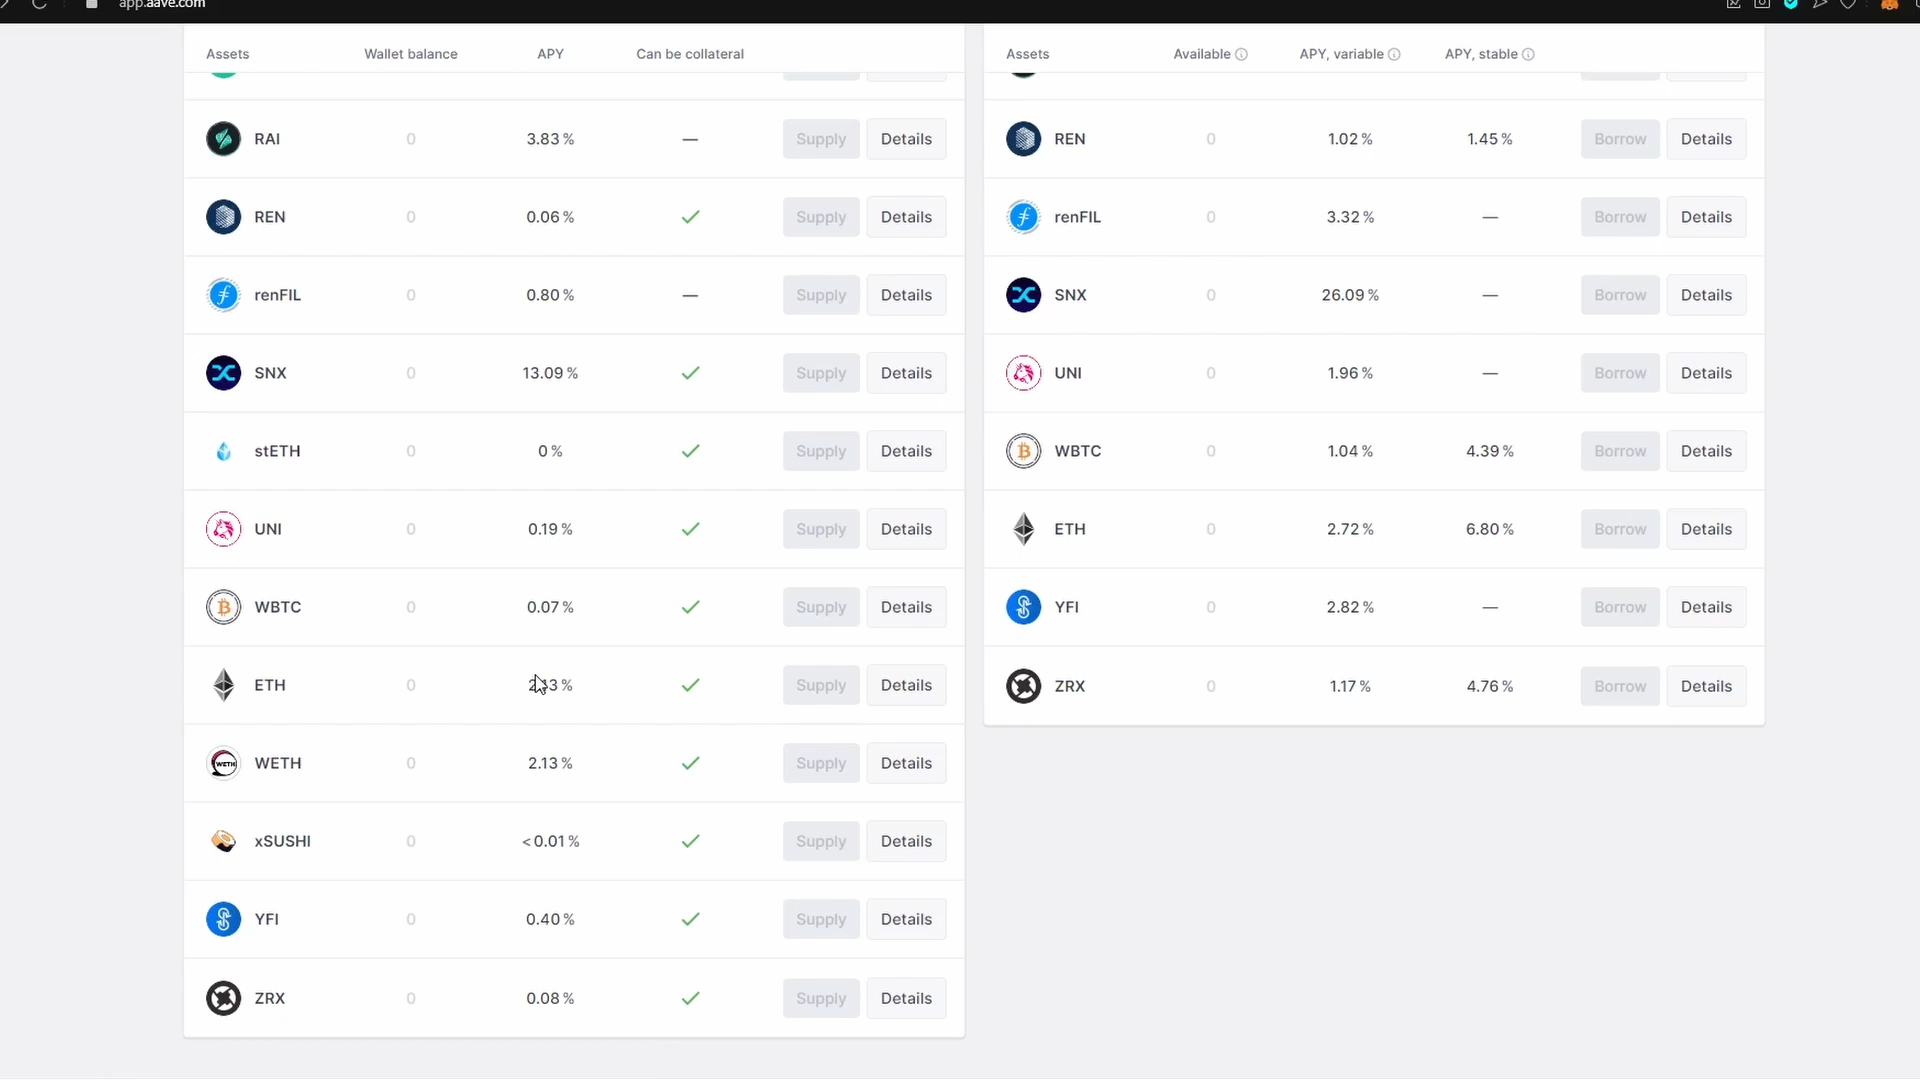 app.aave.com
Assets Wallet balance APY Can be collateral
RAI 0 3.83 % — Supply Details
REN 0 0.06 % Supply Details
renFIL 0 0.80 % — Supply Details
SNX 0 13.09 % Supply Details
stETH 0 0 % Supply Details
UNI 0 0.19 % Supply Details
WBTC 0 0.07 % Supply Details
ETH 0 Supply Details
WETH WETH 0 2.13 % Supply Details
xSUSHI 0 <0.01 % Supply Details
YFI 0 0.40 % Supply Details
ZRX 0 0.08 % Supply Details
Assets Available APY, variable APY, stable
REN 0 1.02 % 1.45 % Borrow Details
renFIL 0 3.32 % — Borrow Details
SNX 0 26.09 % — Borrow Details
UNI 0 1.96 % — Borrow Details
WBTC 0 1.04 % 4.39 % Borrow Details
ETH 0 2.72 % 6.80 % Borrow Details
YFI 0 2.82 % — Borrow Details
ZRX 0 1.17 % 4.76 % Borrow Details